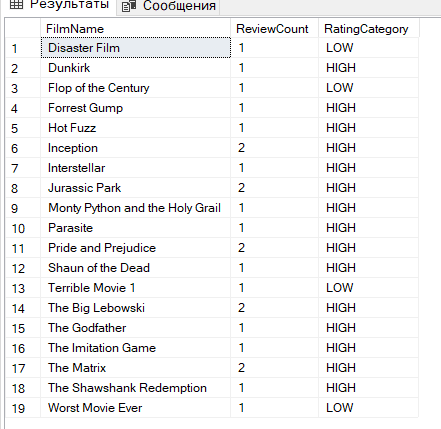 Результаты Сообщения
FilmName ReviewCount RatingCategory
1 Disaster Film 1 LOW
2 Dunkirk 1 HIGH
3 Flop of the Century 1 LOW
4 Forrest Gump 1 HIGH
5 Hot Fuzz 1 HIGH
6 Inception 2 HIGH
7 Interstellar 1 HIGH
8 Jurassic Park 2 HIGH
9 Monty Python and the Holy Grail 1 HIGH
10 Parasite 1 HIGH
11 Pride and Prejudice 2 HIGH
12 Shaun of the Dead 1 HIGH
13 Terrible Movie 1 1 LOW
14 The Big Lebowski 2 HIGH
15 The Godfather 1 HIGH
16 The Imitation Game 1 HIGH
17 The Matrix 2 HIGH
18 The Shawshank Redemption 1 HIGH
19 Worst Movie Ever 1 LOW